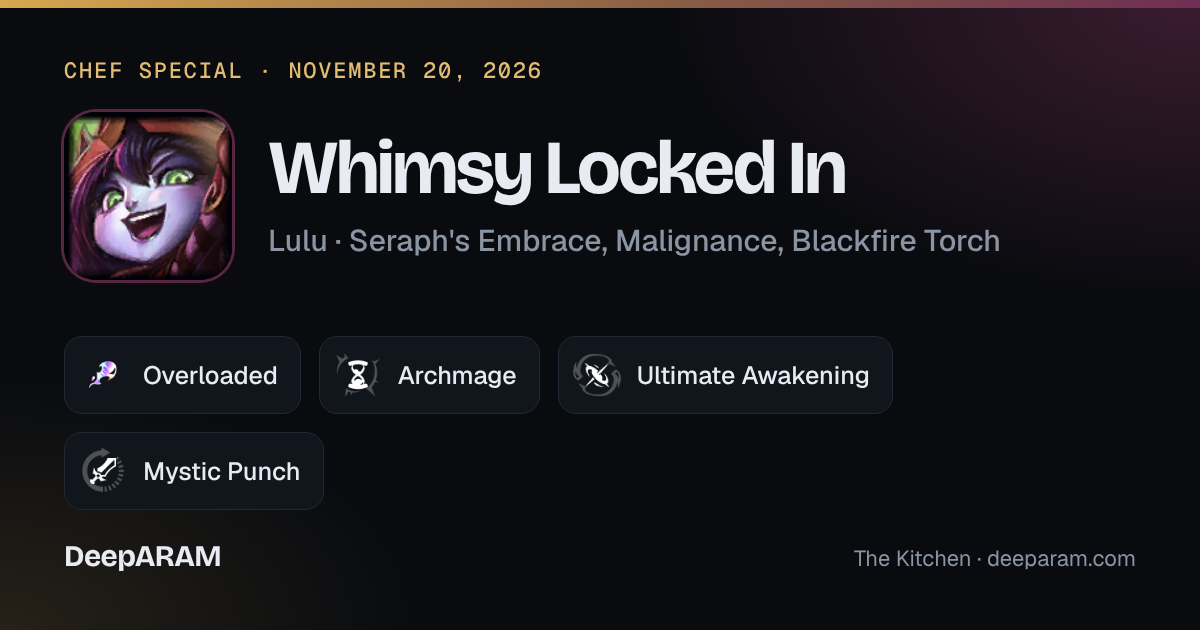 CHEF SPECIAL · NOVEMBER 20, 2026
Whimsy Locked In
Lulu · Seraph's Embrace, Malignance, Blackfire Torch
Overloaded
Archmage
Ultimate Awakening
Mystic Punch
DeepARAM
The Kitchen · deeparam.com